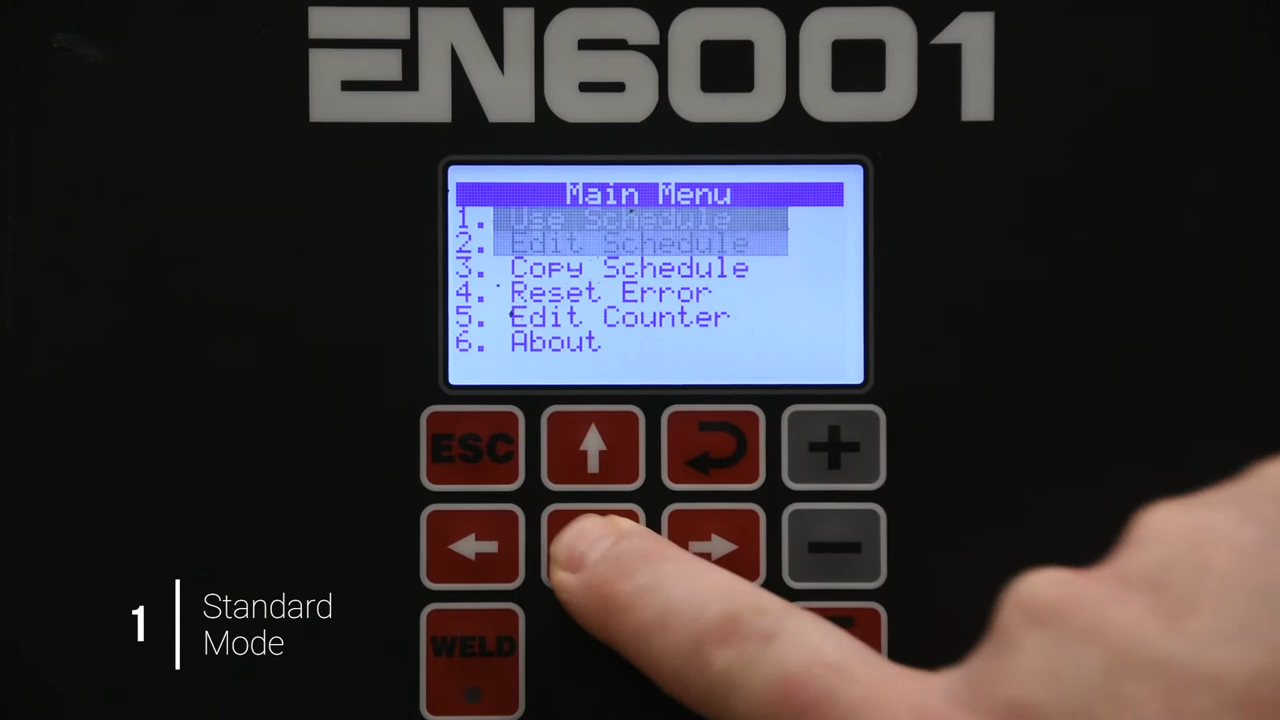 EN6001
Main Menu
1. Use Schedule
2. Edit Schedule
3. Copy Schedule
4. Reset Error
5. Edit Counter
6. About
ESC
+
-
WELD
1
Standard
Mode